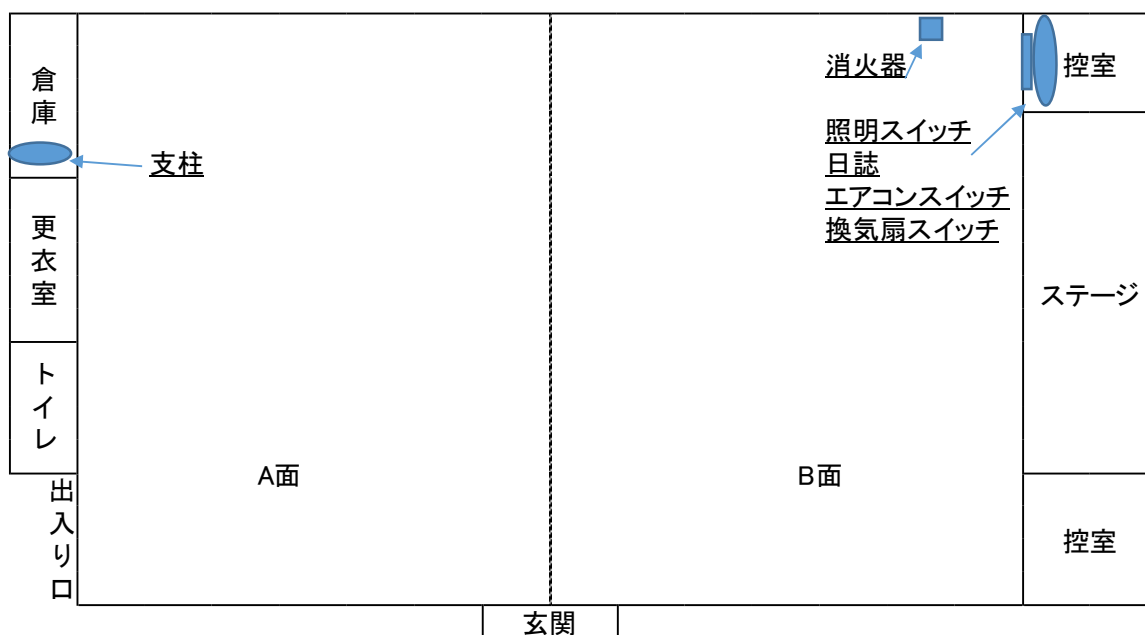 倉庫
消火器
控室
照明スイッチ
日誌
エアコンスイッチ
換気扇スイッチ
支柱
更衣室
ステージ
トイレ
A面
B面
出入り口
控室
玄関